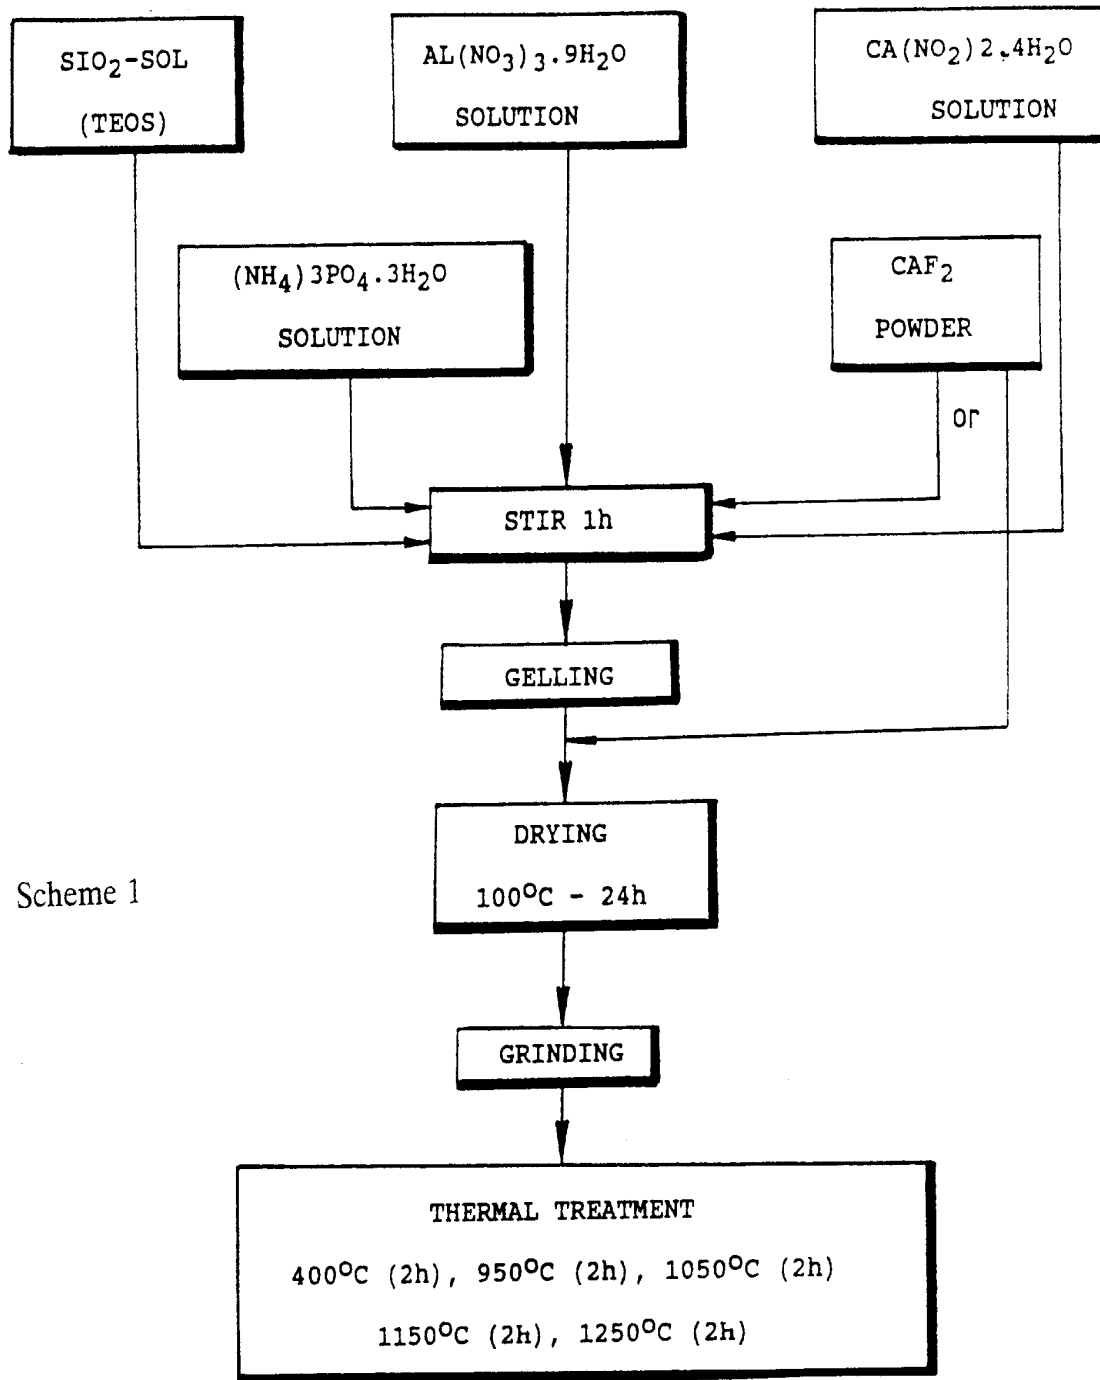 SIO₂-SOL
(TEOS)
AL(NO₃)₃.9H₂O
SOLUTION
CA(NO₂)2.4H₂O
SOLUTION
(NH₄)3PO₄.3H₂O
SOLUTION
CAF₂
POWDER
or
STIR 1h
GELLING
DRYING
100°C - 24h
Scheme 1
GRINDING
THERMAL TREATMENT
400°C (2h), 950°C (2h), 1050°C (2h)
1150°C (2h), 1250°C (2h)